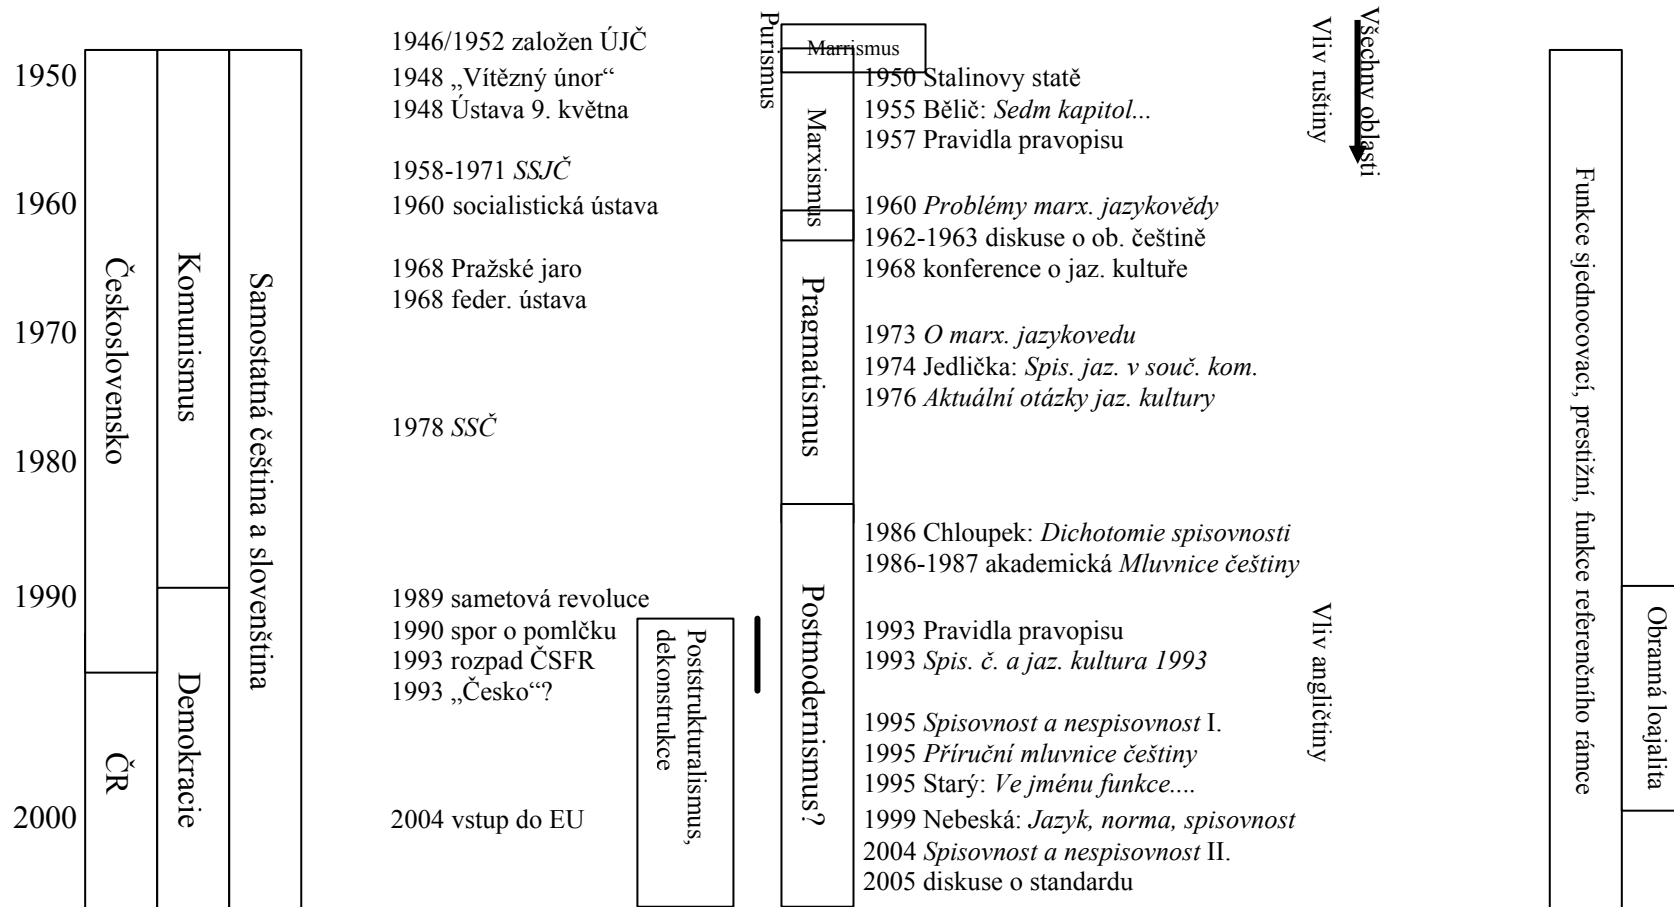 1950
1960
1970
1980
1990
2000
Československo
ČR
Komunismus
Demokracie
Samostatná čeština a slovenština
1946/1952 založen ÚJČ
1948 „Vítězný únor“
1948 Ústava 9. května
1958-1971 SSJČ
1960 socialistická ústava
1968 Pražské jaro
1968 feder. ústava
1978 SSČ
1989 sametová revoluce
1990 spor o pomlčku
1993 rozpad ČSFR
1993 „Česko“?
2004 vstup do EU
Poststrukturalismus,
dekonstrukce
Purismus
Marrismus
Marxismus
Pragmatismus
Postmodernismus?
1950 Stalinovy statě
1955 Bělič: Sedm kapitol...
1957 Pravidla pravopisu
1960 Problémy marx. jazykovědy
1962-1963 diskuse o ob. češtině
1968 konference o jaz. kultuře
1973 O marx. jazykovedu
1974 Jedlička: Spis. jaz. v souč. kom.
1976 Aktuální otázky jaz. kultury
1986 Chloupek: Dichotomie spisovnosti
1986-1987 akademická Mluvnice češtiny
1993 Pravidla pravopisu
1993 Spis. č. a jaz. kultura 1993
1995 Spisovnost a nespisovnost I.
1995 Příruční mluvnice češtiny
1995 Starý: Ve jménu funkce....
1999 Nebeská: Jazyk, norma, spisovnost
2004 Spisovnost a nespisovnost II.
2005 diskuse o standardu
Vliv ruštiny
Všechny oblasti
Vliv angličtiny
Funkce sjednocovací, prestižní, funkce referenčního rámce
Obranná loajalita